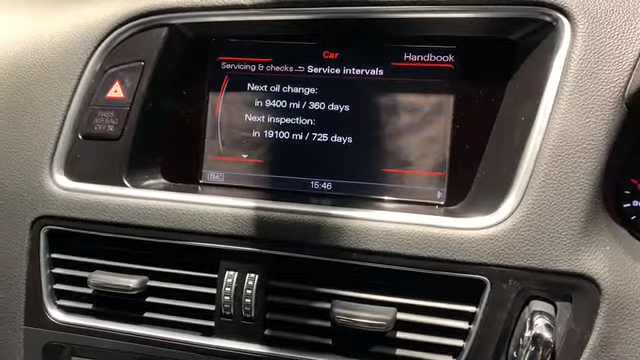 Car
Handbook
Servicing & checks Service intervals
Next oil change:
in 9400 mi / 360 days
Next inspection:
in 19100 mi / 725 days
TMC
15:46
PASS
AIR BAG
OFF